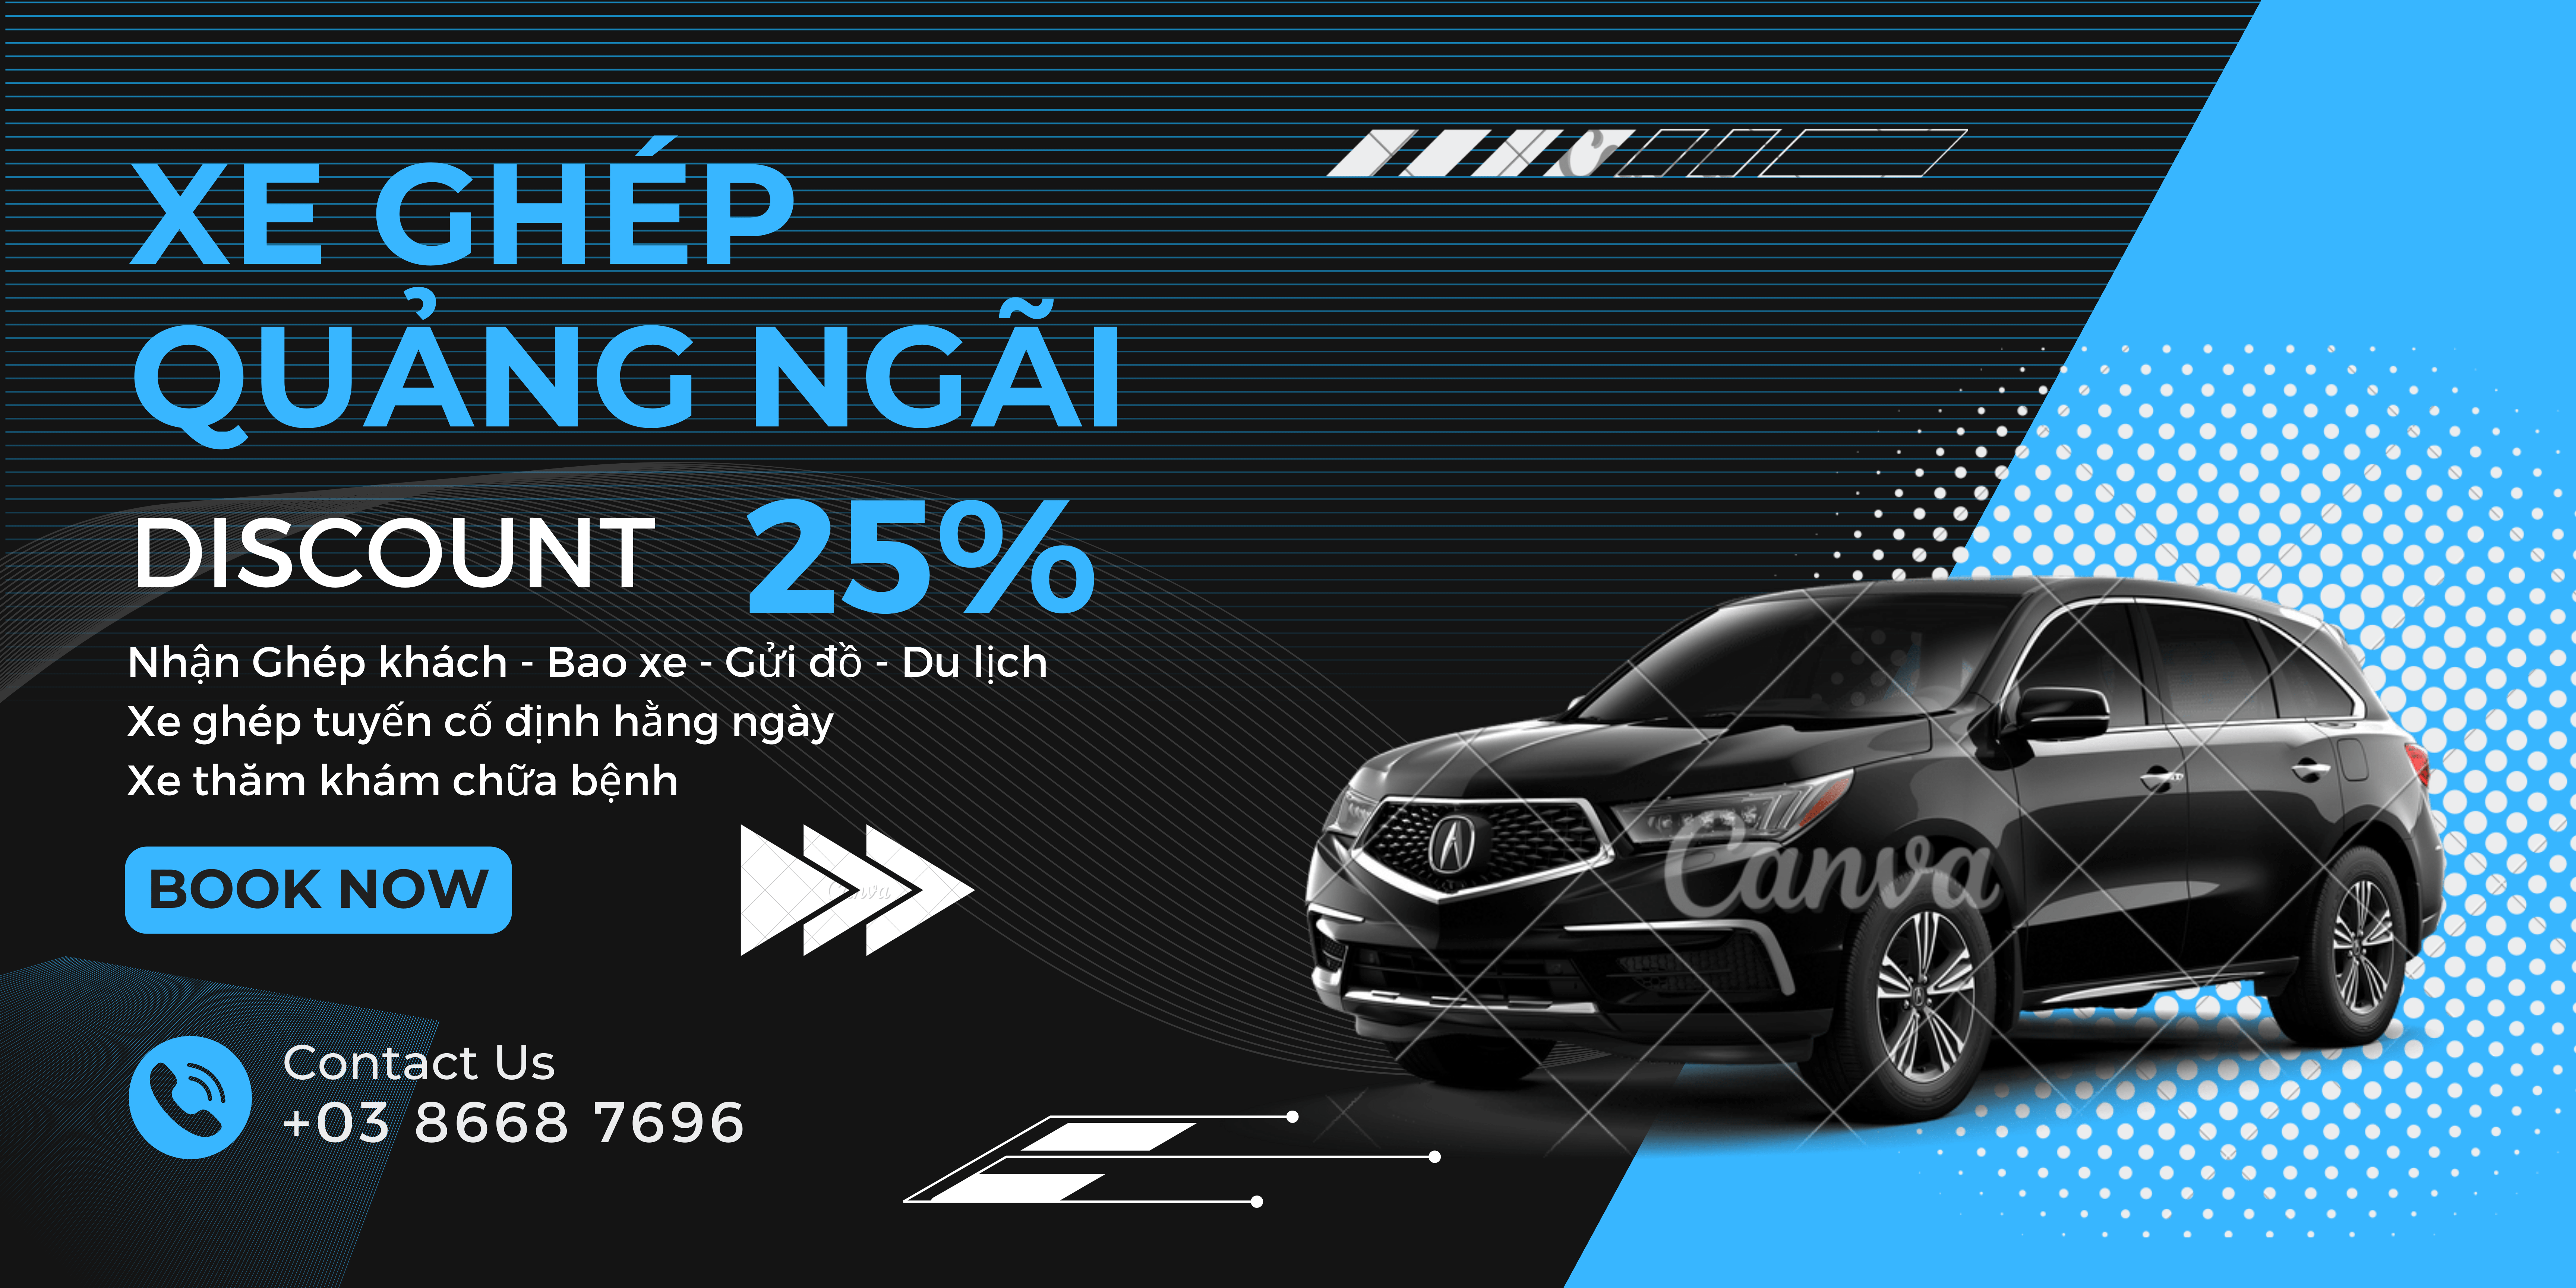 XE GHÉP
QUẢNG NGÃI
DISCOUNT 25%
Nhận Ghép khách - Bao xe - Gửi đồ - Du lịch
Xe ghép tuyến cố định hằng ngày
Xe thăm khám chữa bệnh
BOOK NOW
Contact Us
+03 8668 7696
Canva
Canva